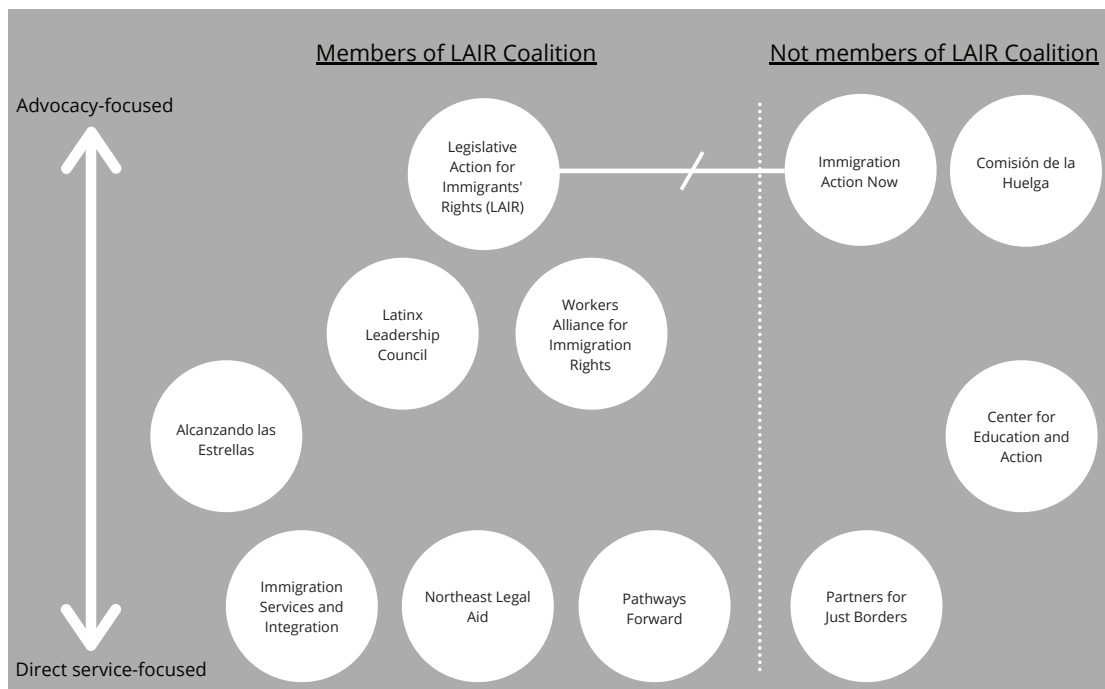 Members of LAIR Coalition
Not members of LAIR Coalition
Advocacy-focused
Legislative
Action for
Immigrants'
Rights (LAIR)
Immigration
Action Now
Comisión de la
Huelga
Latinx
Leadership
Council
Workers
Alliance for
Immigration
Rights
Alcanzando las
Estrellas
Center for
Education and
Action
Immigration
Services and
Integration
Northeast Legal
Aid
Pathways
Forward
Partners for
Just Borders
Direct service-focused